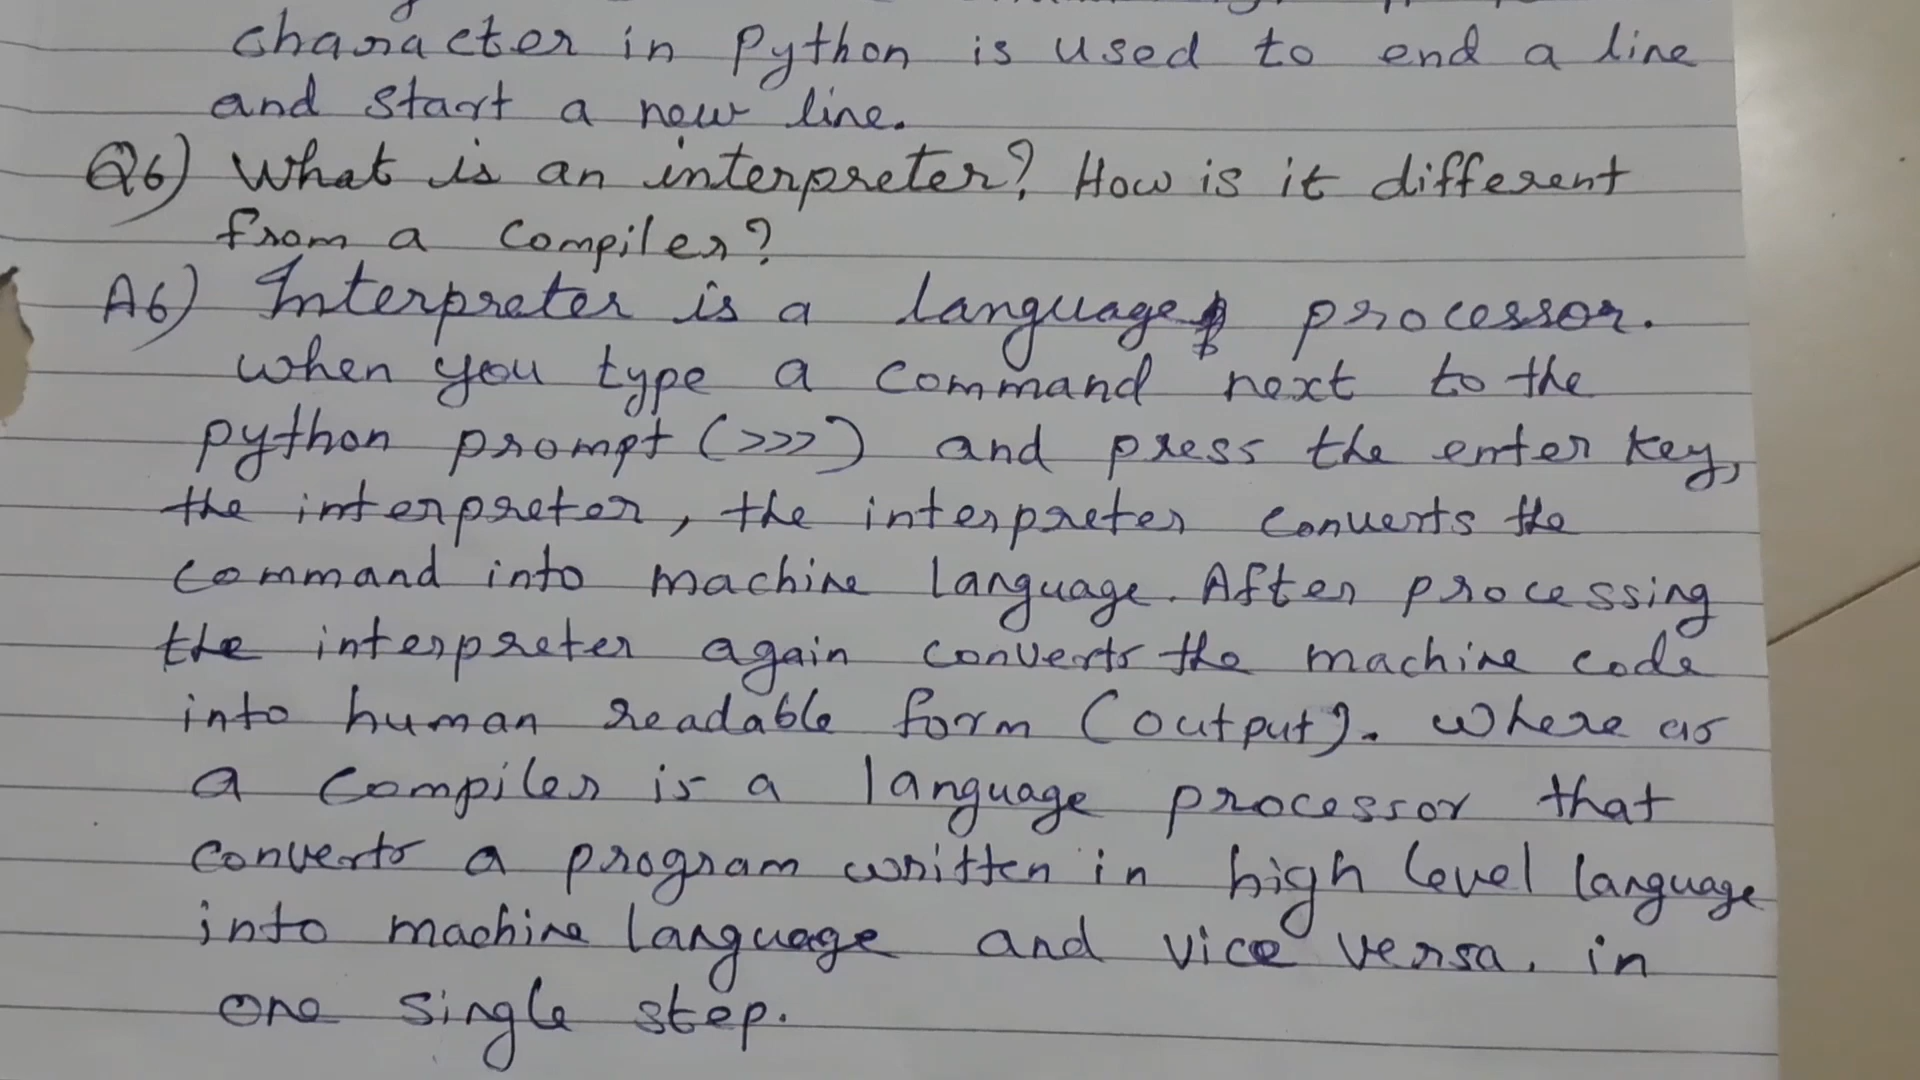 character in python is used to end a line
and start a new line.
Q6) What is an interpreter? How is it different
from a compiler?
A6) Interpreter is a language processor.
when you type a command next to the
python prompt (>>>) and press the enter key,
the interpreter, the interpreter converts the
command into machine language. After processing
the interpreter again converts the machine code
into human readable form (output). Where as
a compiler is a language processor that
converts a program written in high level language
into machine language and vice versa. in
one single step.